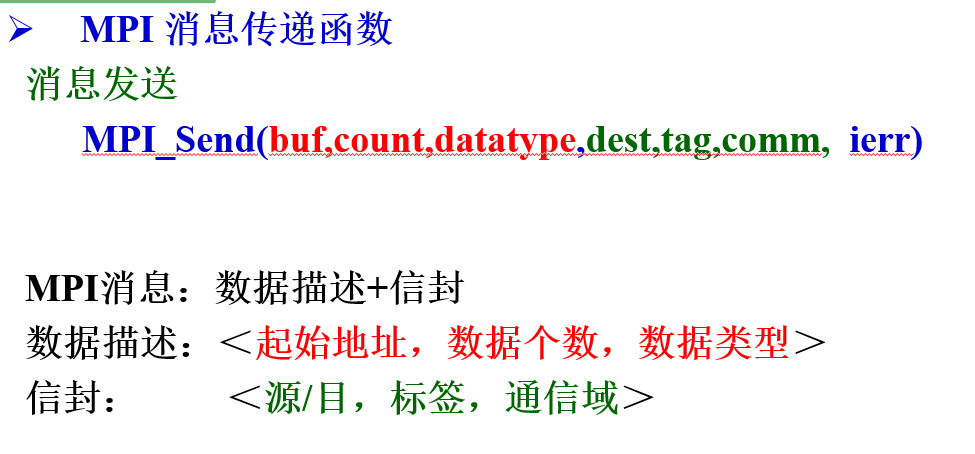 ➢ MPI 消息传递函数
消息发送
MPI_Send(buf,count,datatype,dest,tag,comm, ierr)
MPI消息：数据描述+信封
数据描述：＜起始地址，数据个数，数据类型＞
信封： ＜源/目，标签，通信域＞